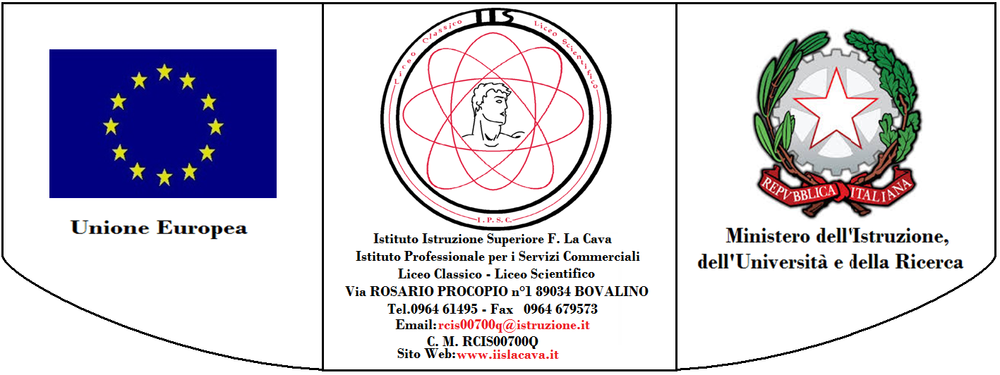 Unione Europea
IIS
Liceo Classico
Liceo Scientifico
I. P. S. C.
Istituto Istruzione Superiore F. La Cava
Istituto Professionale per i Servizi Commerciali
Liceo Classico - Liceo Scientifico
Via ROSARIO PROCOPIO n°1 89034 BOVALINO
Tel.0964 61495 - Fax 0964 679573
Email:rcis00700q@istruzione.it
C. M. RCIS00700Q
Sito Web:www.iislacava.it
REPVBBLICA ITALIANA
Ministero dell'Istruzione,
dell'Università e della Ricerca